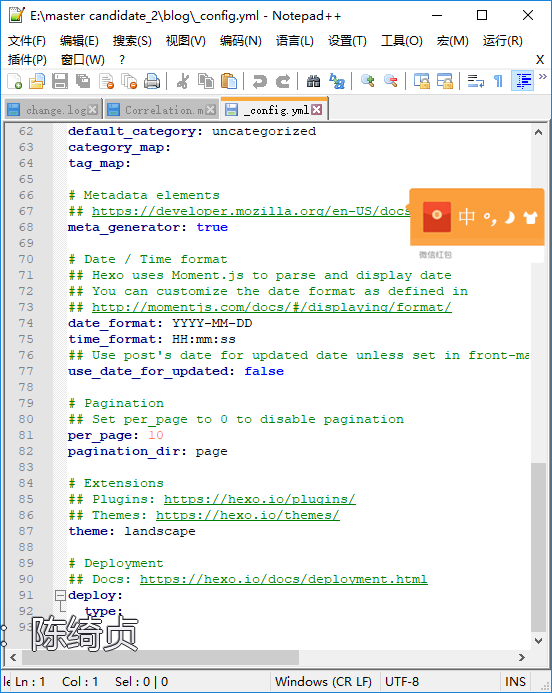 E:\master candidate_2\blog\_config.yml - Notepad++
文件(F) 编辑(E) 搜索(S) 视图(V) 编码(N) 语言(L) 设置(T) 工具(O) 宏(M) 运行(R)
插件(P) 窗口(W) ? X
change.log Correlation.m _config.yml
62 default_category: uncategorized
63 category_map:
64 tag_map:
65
66 # Metadata elements
67 ## https://developer.mozilla.org/en-US/docs
68 meta_generator: true
69
70 # Date / Time format
71 ## Hexo uses Moment.js to parse and display date
72 ## You can customize the date format as defined in
73 ## http://momentjs.com/docs/#/displaying/format/
74 date_format: YYYY-MM-DD
75 time_format: HH:mm:ss
76 ## Use post's date for updated date unless set in front-ma
77 use_date_for_updated: false
78
79 # Pagination
80 ## Set per_page to 0 to disable pagination
81 per_page: 10
82 pagination_dir: page
83
84 # Extensions
85 ## Plugins: https://hexo.io/plugins/
86 ## Themes: https://hexo.io/themes/
87 theme: landscape
88
89 # Deployment
90 ## Docs: https://hexo.io/docs/deployment.html
91 deploy:
92 type:
93
中
微信红包
陈绮贞
le Ln : 1 Col : 1 Sel : 0 | 0 Windows (CR LF) UTF-8 INS